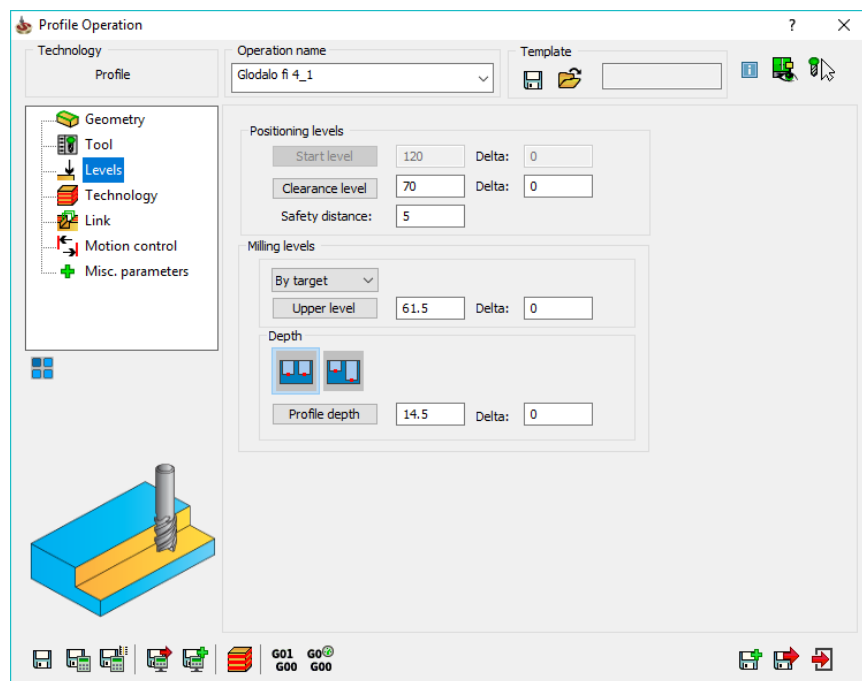 Profile Operation
? ×
Technology
Profile
Operation name
Glodalo fi 4_1
Template
Geometry
Tool
Levels
Technology
Link
Motion control
Misc. parameters
Positioning levels
Start level 120 Delta: 0
Clearance level 70 Delta: 0
Safety distance: 5
Milling levels
By target
Upper level 61.5 Delta: 0
Depth
Profile depth 14.5 Delta: 0
G01 G0
G00 G00